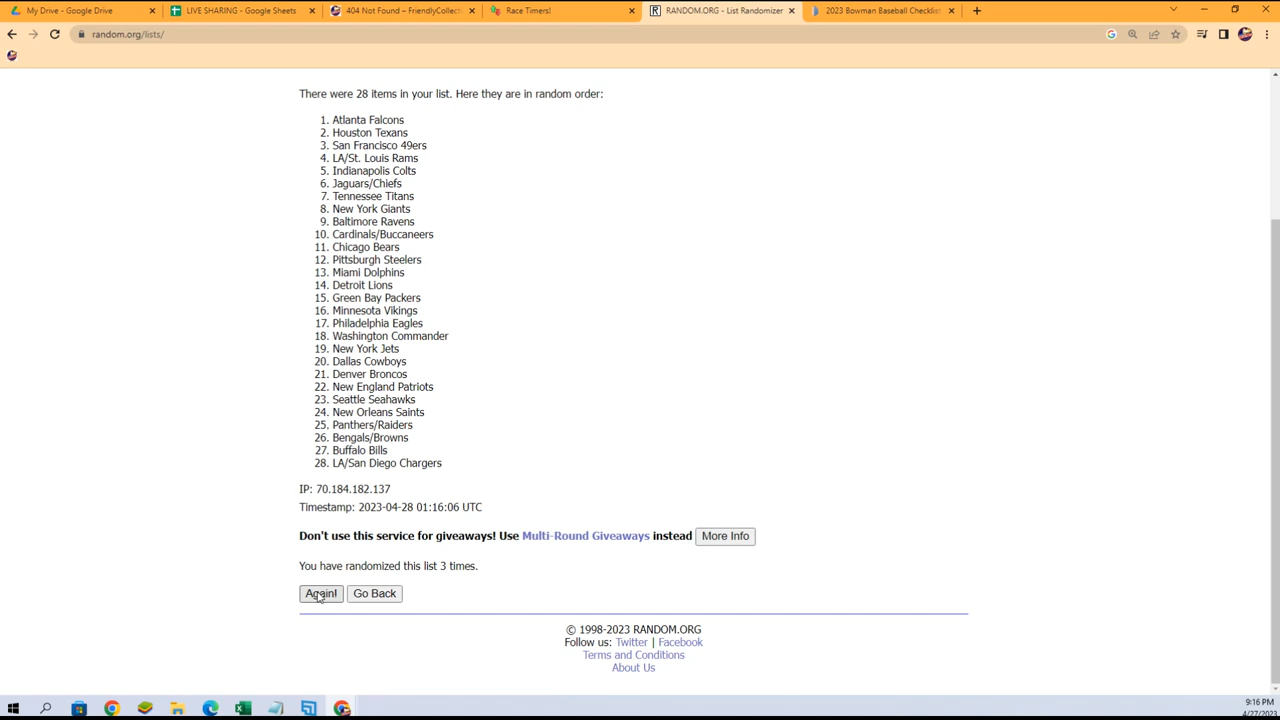 My Drive - Google Drive
LIVE SHARING - Google Sheets
404 Not Found – FriendlyCollect
Race Timers!
RANDOM.ORG - List Randomizer
2023 Bowman Baseball Checklist
random.org/lists/
There were 28 items in your list. Here they are in random order:
1. Atlanta Falcons
2. Houston Texans
3. San Francisco 49ers
4. LA/St. Louis Rams
5. Indianapolis Colts
6. Jaguars/Chiefs
7. Tennessee Titans
8. New York Giants
9. Baltimore Ravens
10. Cardinals/Buccaneers
11. Chicago Bears
12. Pittsburgh Steelers
13. Miami Dolphins
14. Detroit Lions
15. Green Bay Packers
16. Minnesota Vikings
17. Philadelphia Eagles
18. Washington Commander
19. New York Jets
20. Dallas Cowboys
21. Denver Broncos
22. New England Patriots
23. Seattle Seahawks
24. New Orleans Saints
25. Panthers/Raiders
26. Bengals/Browns
27. Buffalo Bills
28. LA/San Diego Chargers
IP: 70.184.182.137
Timestamp: 2023-04-28 01:16:06 UTC
Don't use this service for giveaways! Use Multi-Round Giveaways instead More Info
You have randomized this list 3 times.
Again! Go Back
© 1998-2023 RANDOM.ORG
Follow us: Twitter | Facebook
Terms and Conditions
About Us
9:16 PM
4/27/2023